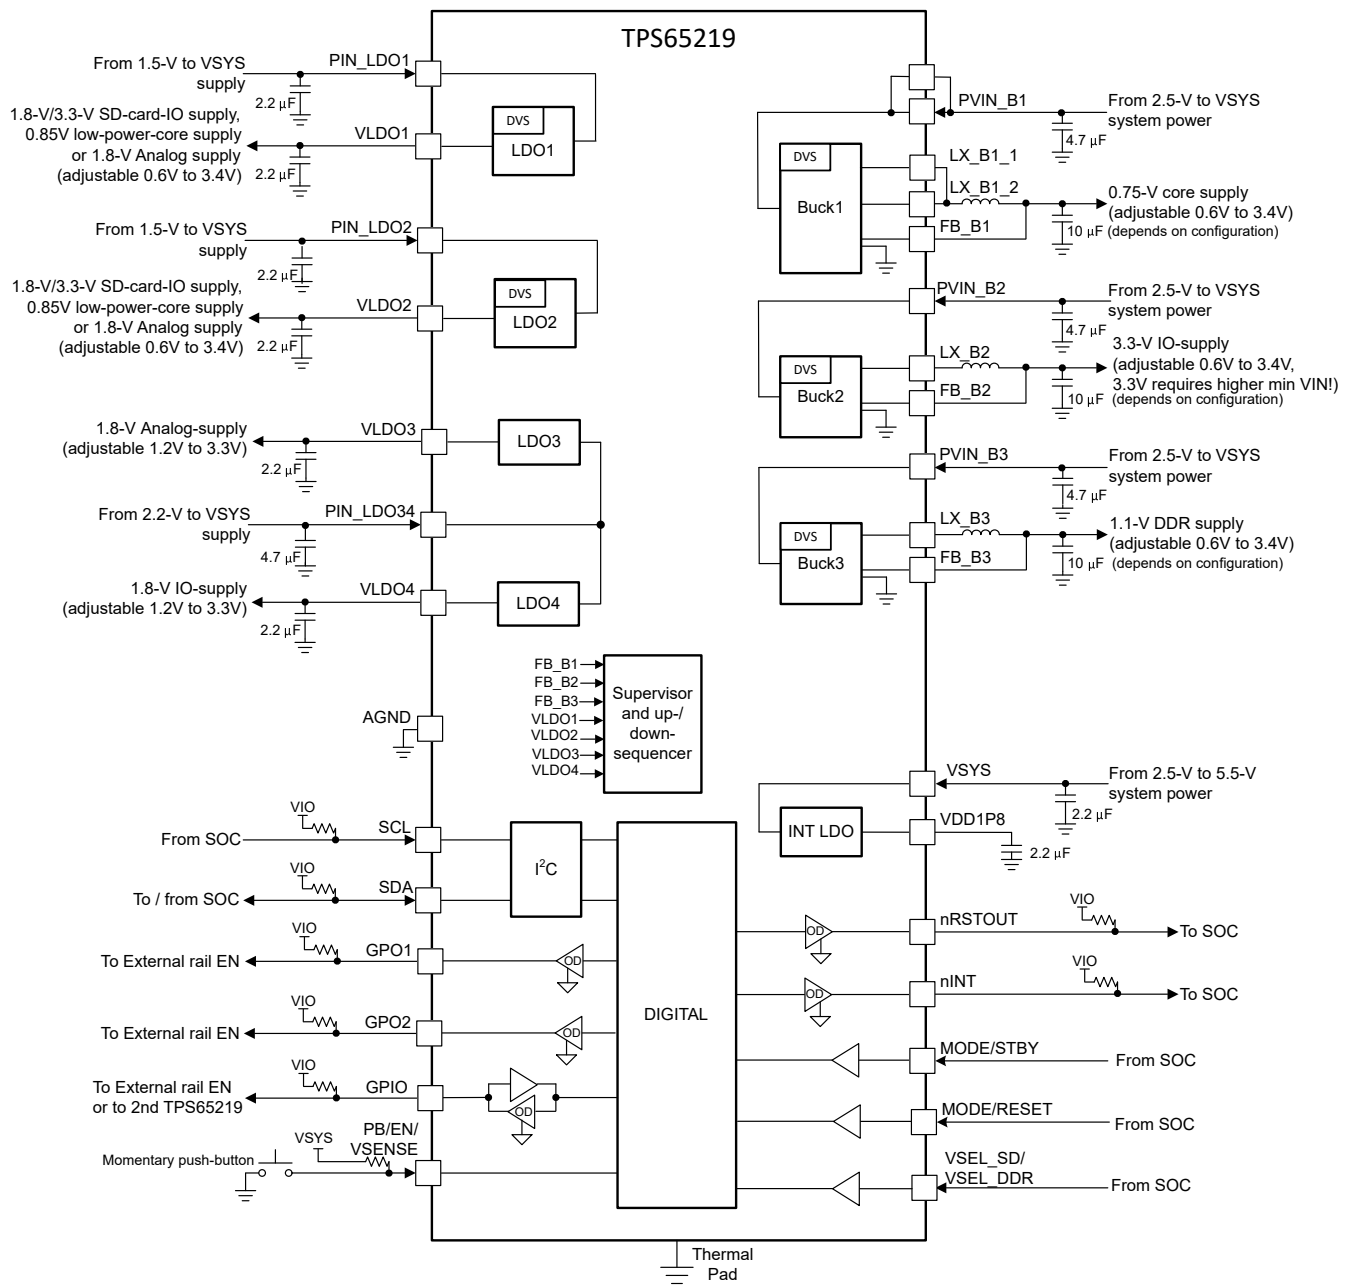 TPS65219
From 1.5-V to VSYS
supply
PIN_LDO1
2.2 μF
1.8-V/3.3-V SD-card-IO supply,
0.85V low-power-core supply
or 1.8-V Analog supply
(adjustable 0.6V to 3.4V)
VLDO1
2.2 μF
DVS
LDO1
From 1.5-V to VSYS
supply
PIN_LDO2
2.2 μF
1.8-V/3.3-V SD-card-IO supply,
0.85V low-power-core supply
or 1.8-V Analog supply
(adjustable 0.6V to 3.4V)
VLDO2
2.2 μF
DVS
LDO2
1.8-V Analog-supply
(adjustable 1.2V to 3.3V)
VLDO3
2.2 μF
LDO3
From 2.2-V to VSYS
supply
PIN_LDO34
4.7 μF
1.8-V IO-supply
(adjustable 1.2V to 3.3V)
VLDO4
2.2 μF
LDO4
PVIN_B1
From 2.5-V to VSYS
system power
4.7 μF
DVS
Buck1
LX_B1_1
LX_B1_2
FB_B1
0.75-V core supply
(adjustable 0.6V to 3.4V)
(depends on configuration)
10 μF
PVIN_B2
From 2.5-V to VSYS
system power
4.7 μF
DVS
Buck2
LX_B2
FB_B2
3.3-V IO-supply
(adjustable 0.6V to 3.4V,
3.3V requires higher min VIN!)
(depends on configuration)
10 μF
PVIN_B3
From 2.5-V to VSYS
system power
4.7 μF
DVS
Buck3
LX_B3
FB_B3
1.1-V DDR supply
(adjustable 0.6V to 3.4V)
(depends on configuration)
10 μF
FB_B1
FB_B2
FB_B3
VLDO1
VLDO2
VLDO3
VLDO4
Supervisor
and up-/
down-
sequencer
AGND
VSYS
From 2.5-V to 5.5-V
system power
2.2 μF
INT LDO
VDD1P8
2.2 μF
From SOC
VIO
SCL
To / from SOC
VIO
SDA
I²C
To External rail EN
VIO
GPO1
OD
To External rail EN
VIO
GPO2
OD
To External rail EN
or to 2nd TPS65219
VIO
GPIO
OD
Momentary push-button
VSYS
PB/EN/
VSENSE
DIGITAL
OD
nRSTOUT
VIO
To SOC
OD
nINT
VIO
To SOC
MODE/STBY
From SOC
MODE/RESET
From SOC
VSEL_SD/
VSEL_DDR
From SOC
Thermal
Pad